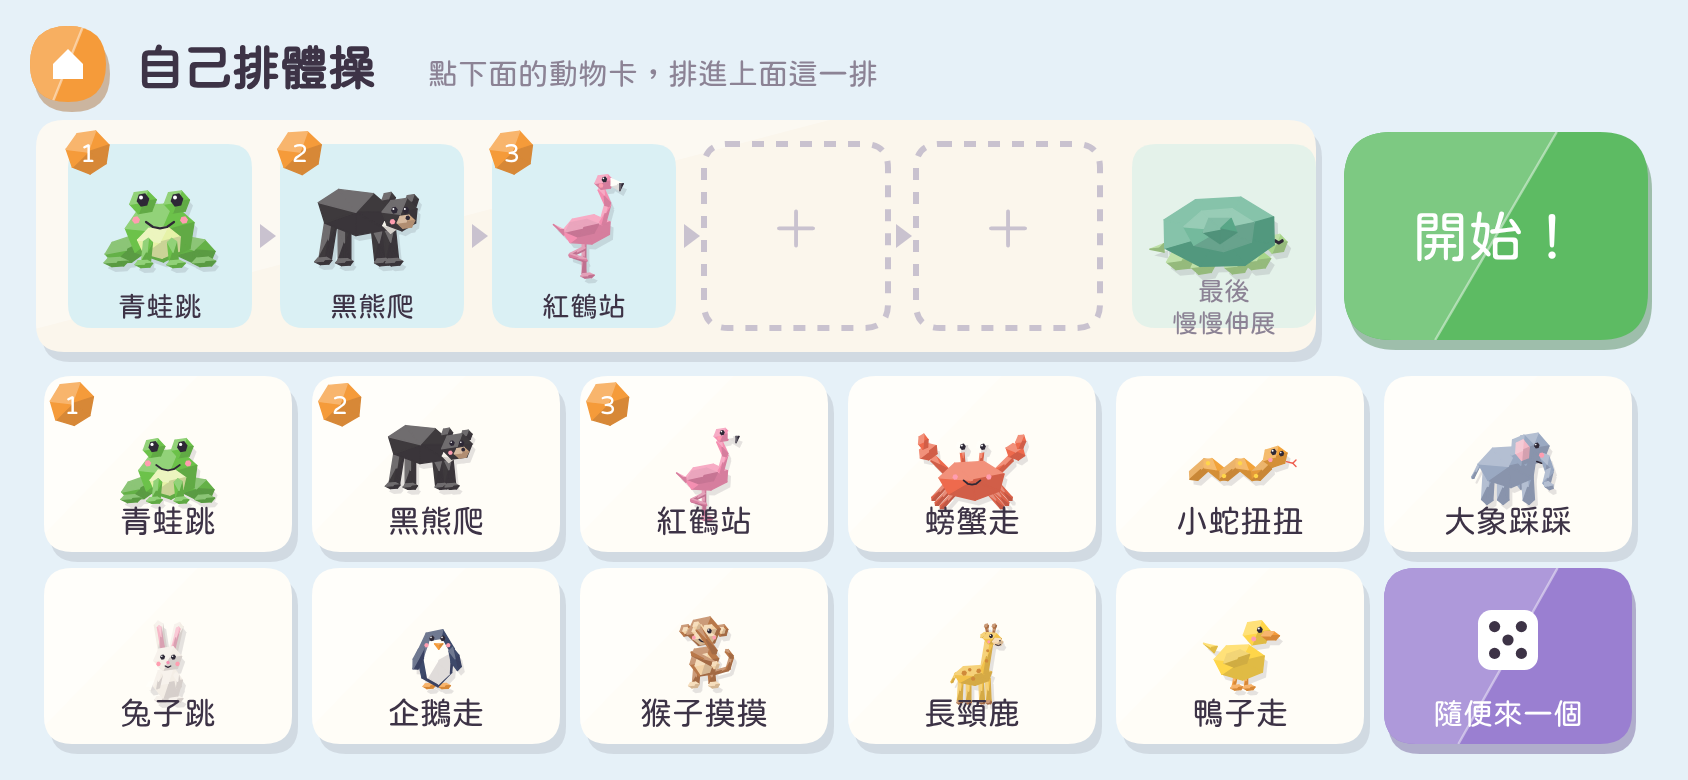 自己排體操
點下面的動物卡，排進上面這一排
1
2
3
青蛙跳
黑熊爬
紅鶴站
最後
慢慢伸展
開始！
1
2
3
青蛙跳
黑熊爬
紅鶴站
螃蟹走
小蛇扭扭
大象踩踩
兔子跳
企鵝走
猴子摸摸
長頸鹿
鴨子走
隨便來一個